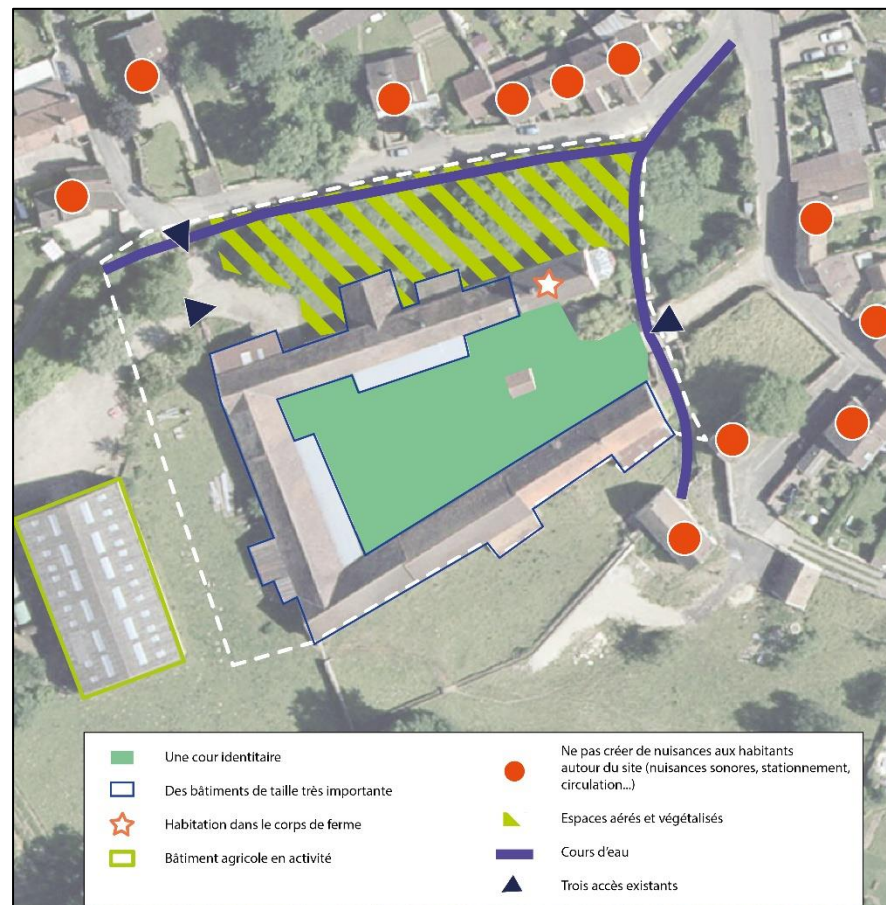 Une cour identitaire
Des bâtiments de taille très importante
Habitation dans le corps de ferme
Bâtiment agricole en activité
Ne pas créer de nuisances aux habitants
autour du site (nuisances sonores, stationnement,
circulation...)
Espaces aérés et végétalisés
Cours d'eau
Trois accès existants